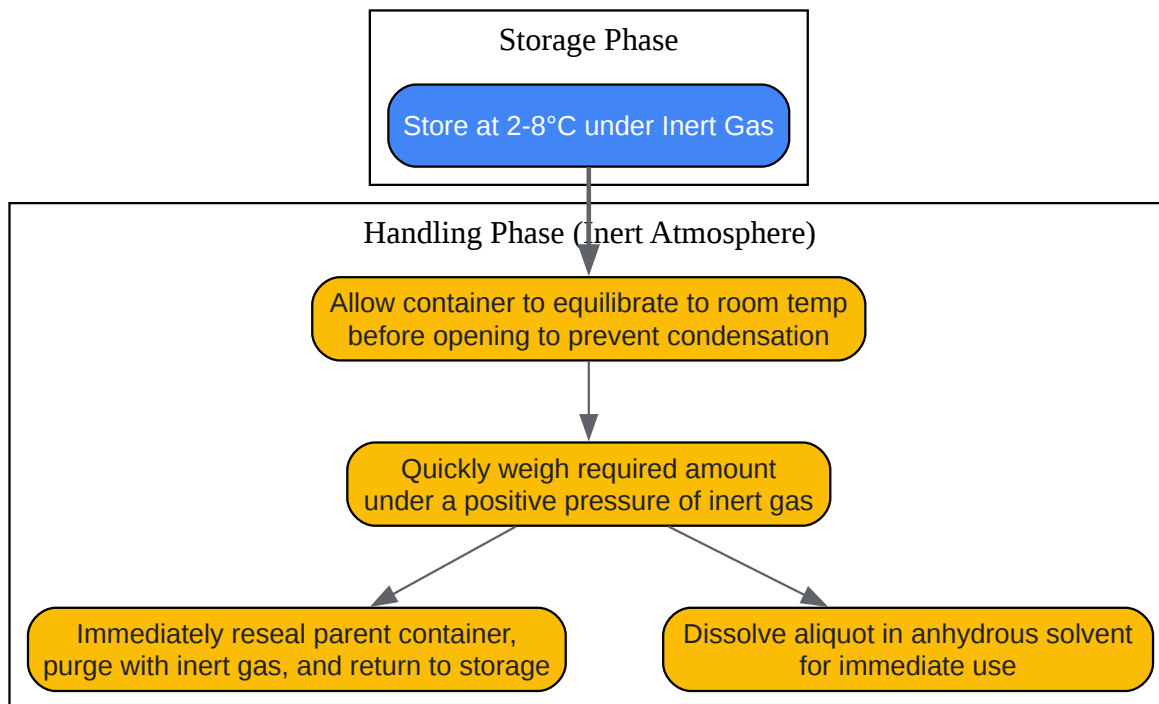 Storage Phase
Store at 2-8°C under Inert Gas
Handling Phase (Inert Atmosphere)
Allow container to equilibrate to room temp
before opening to prevent condensation
Quickly weigh required amount
under a positive pressure of inert gas
Immediately reseal parent container,
purge with inert gas, and return to storage
Dissolve aliquot in anhydrous solvent
for immediate use